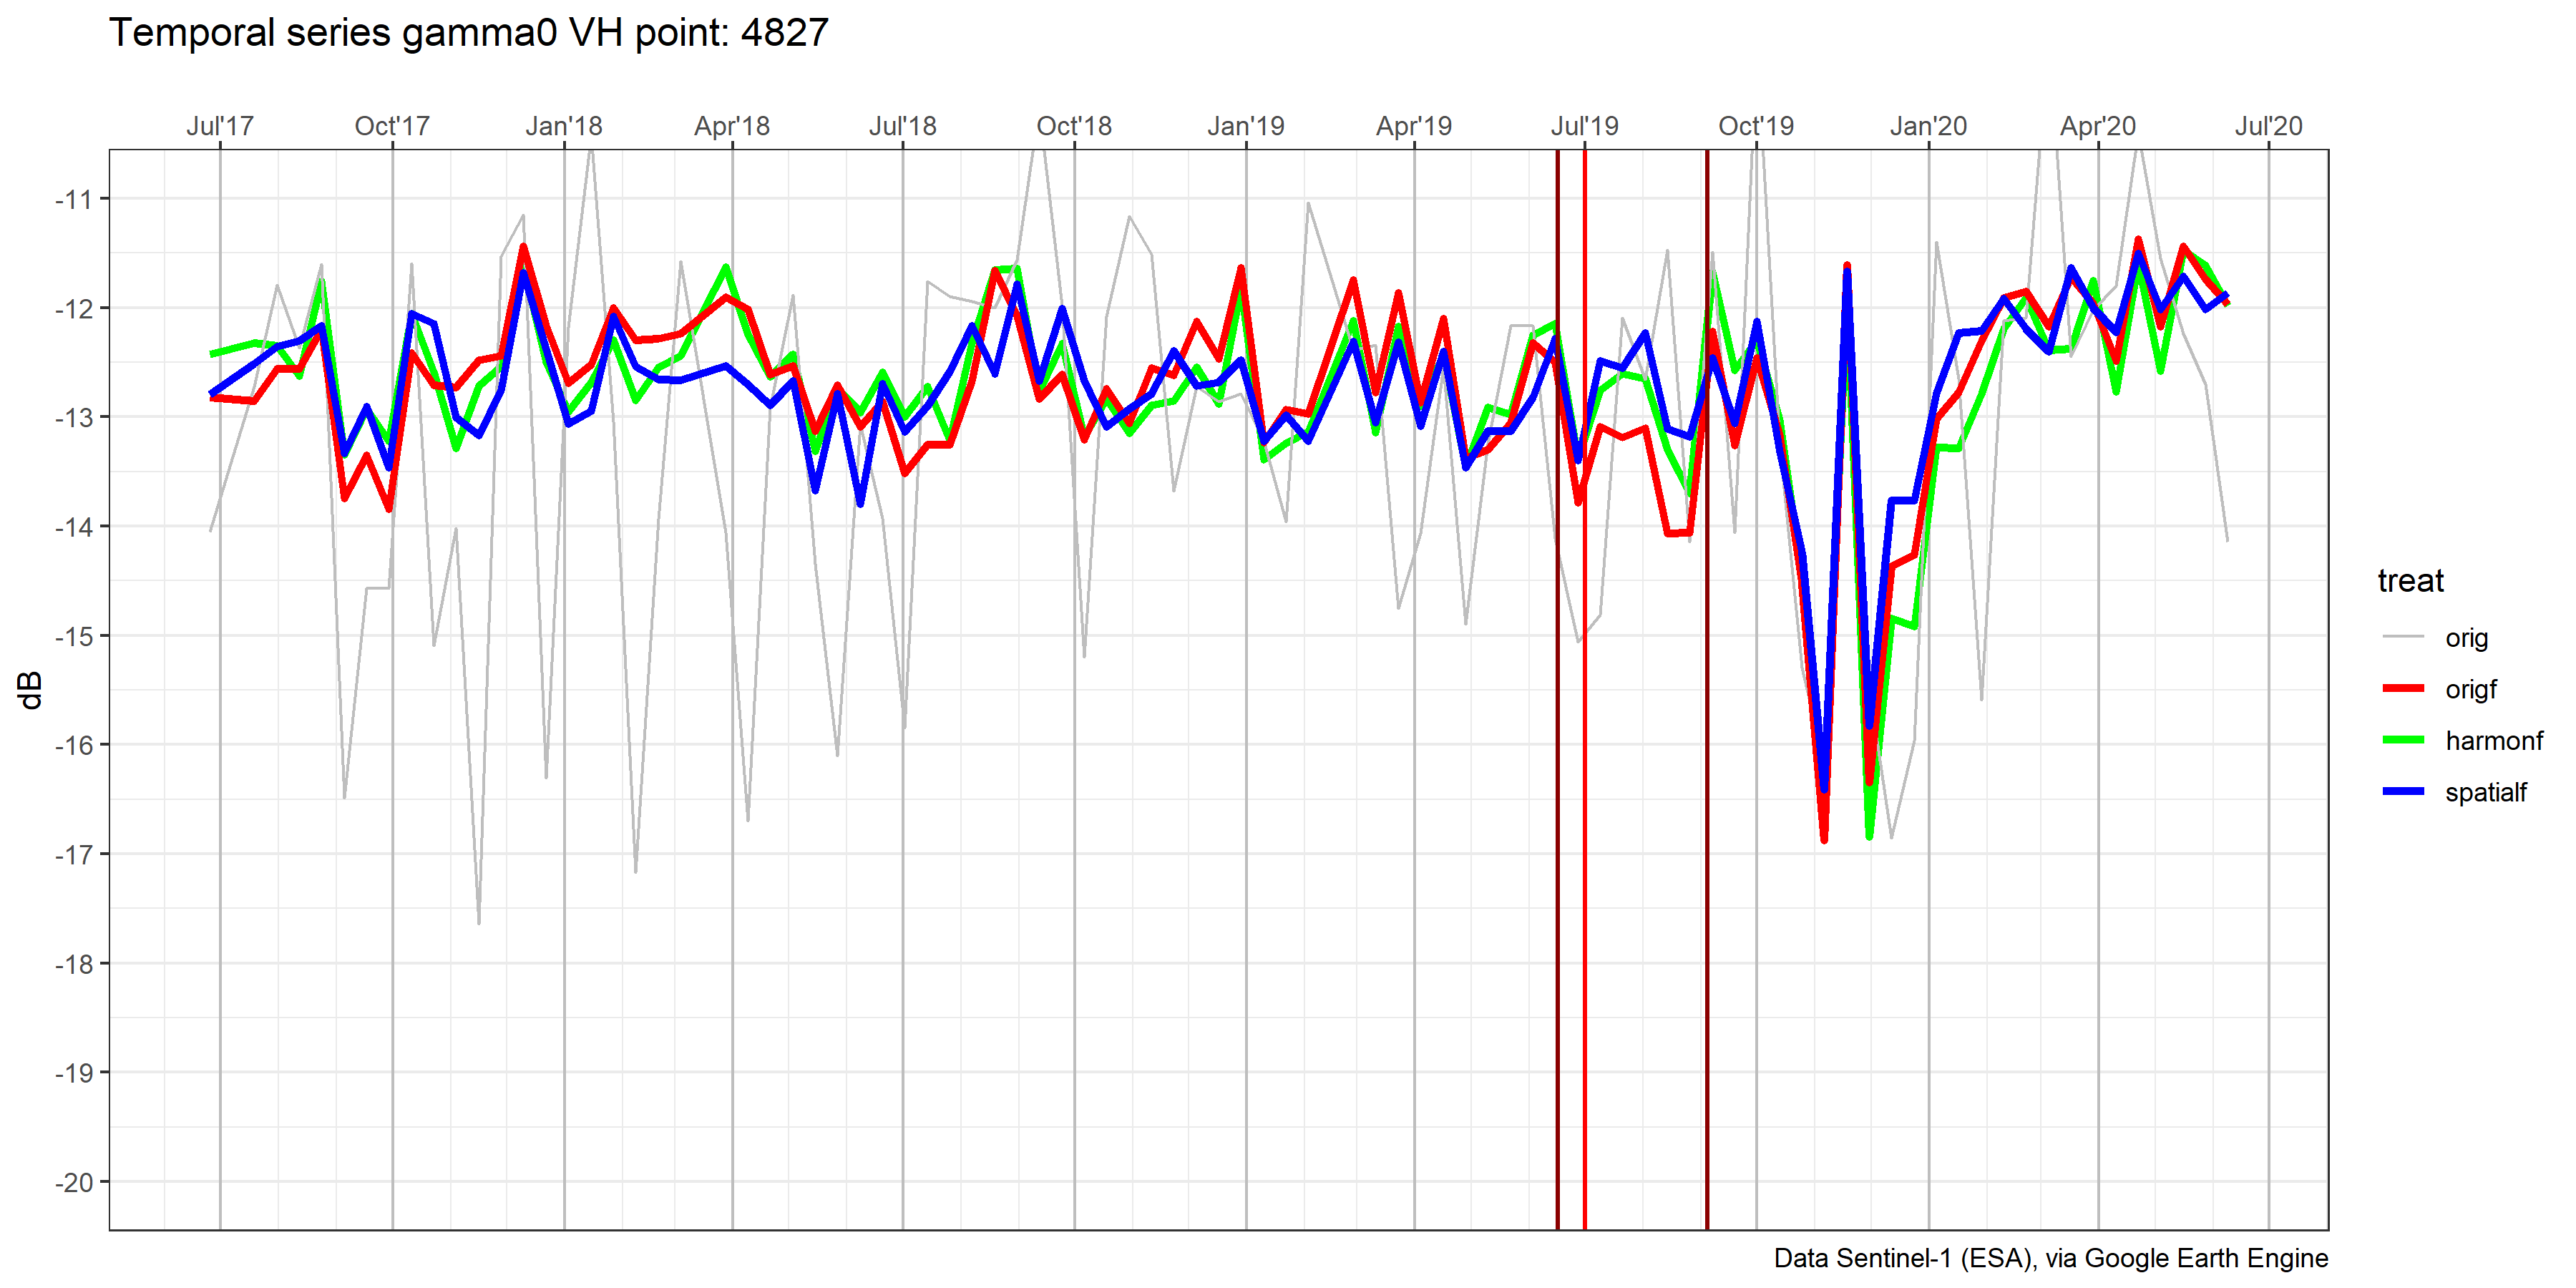 Temporal series gamma0 VH point: 4827
Jul'17 Oct'17 Jan'18 Apr'18 Jul'18 Oct'18 Jan'19 Apr'19 Jul'19 Oct'19 Jan'20 Apr'20 Jul'20
-11
-12
-13
-14
-15
-16
-17
-18
-19
-20
dB
treat
orig
origf
harmonf
spatialf
Data Sentinel-1 (ESA), via Google Earth Engine